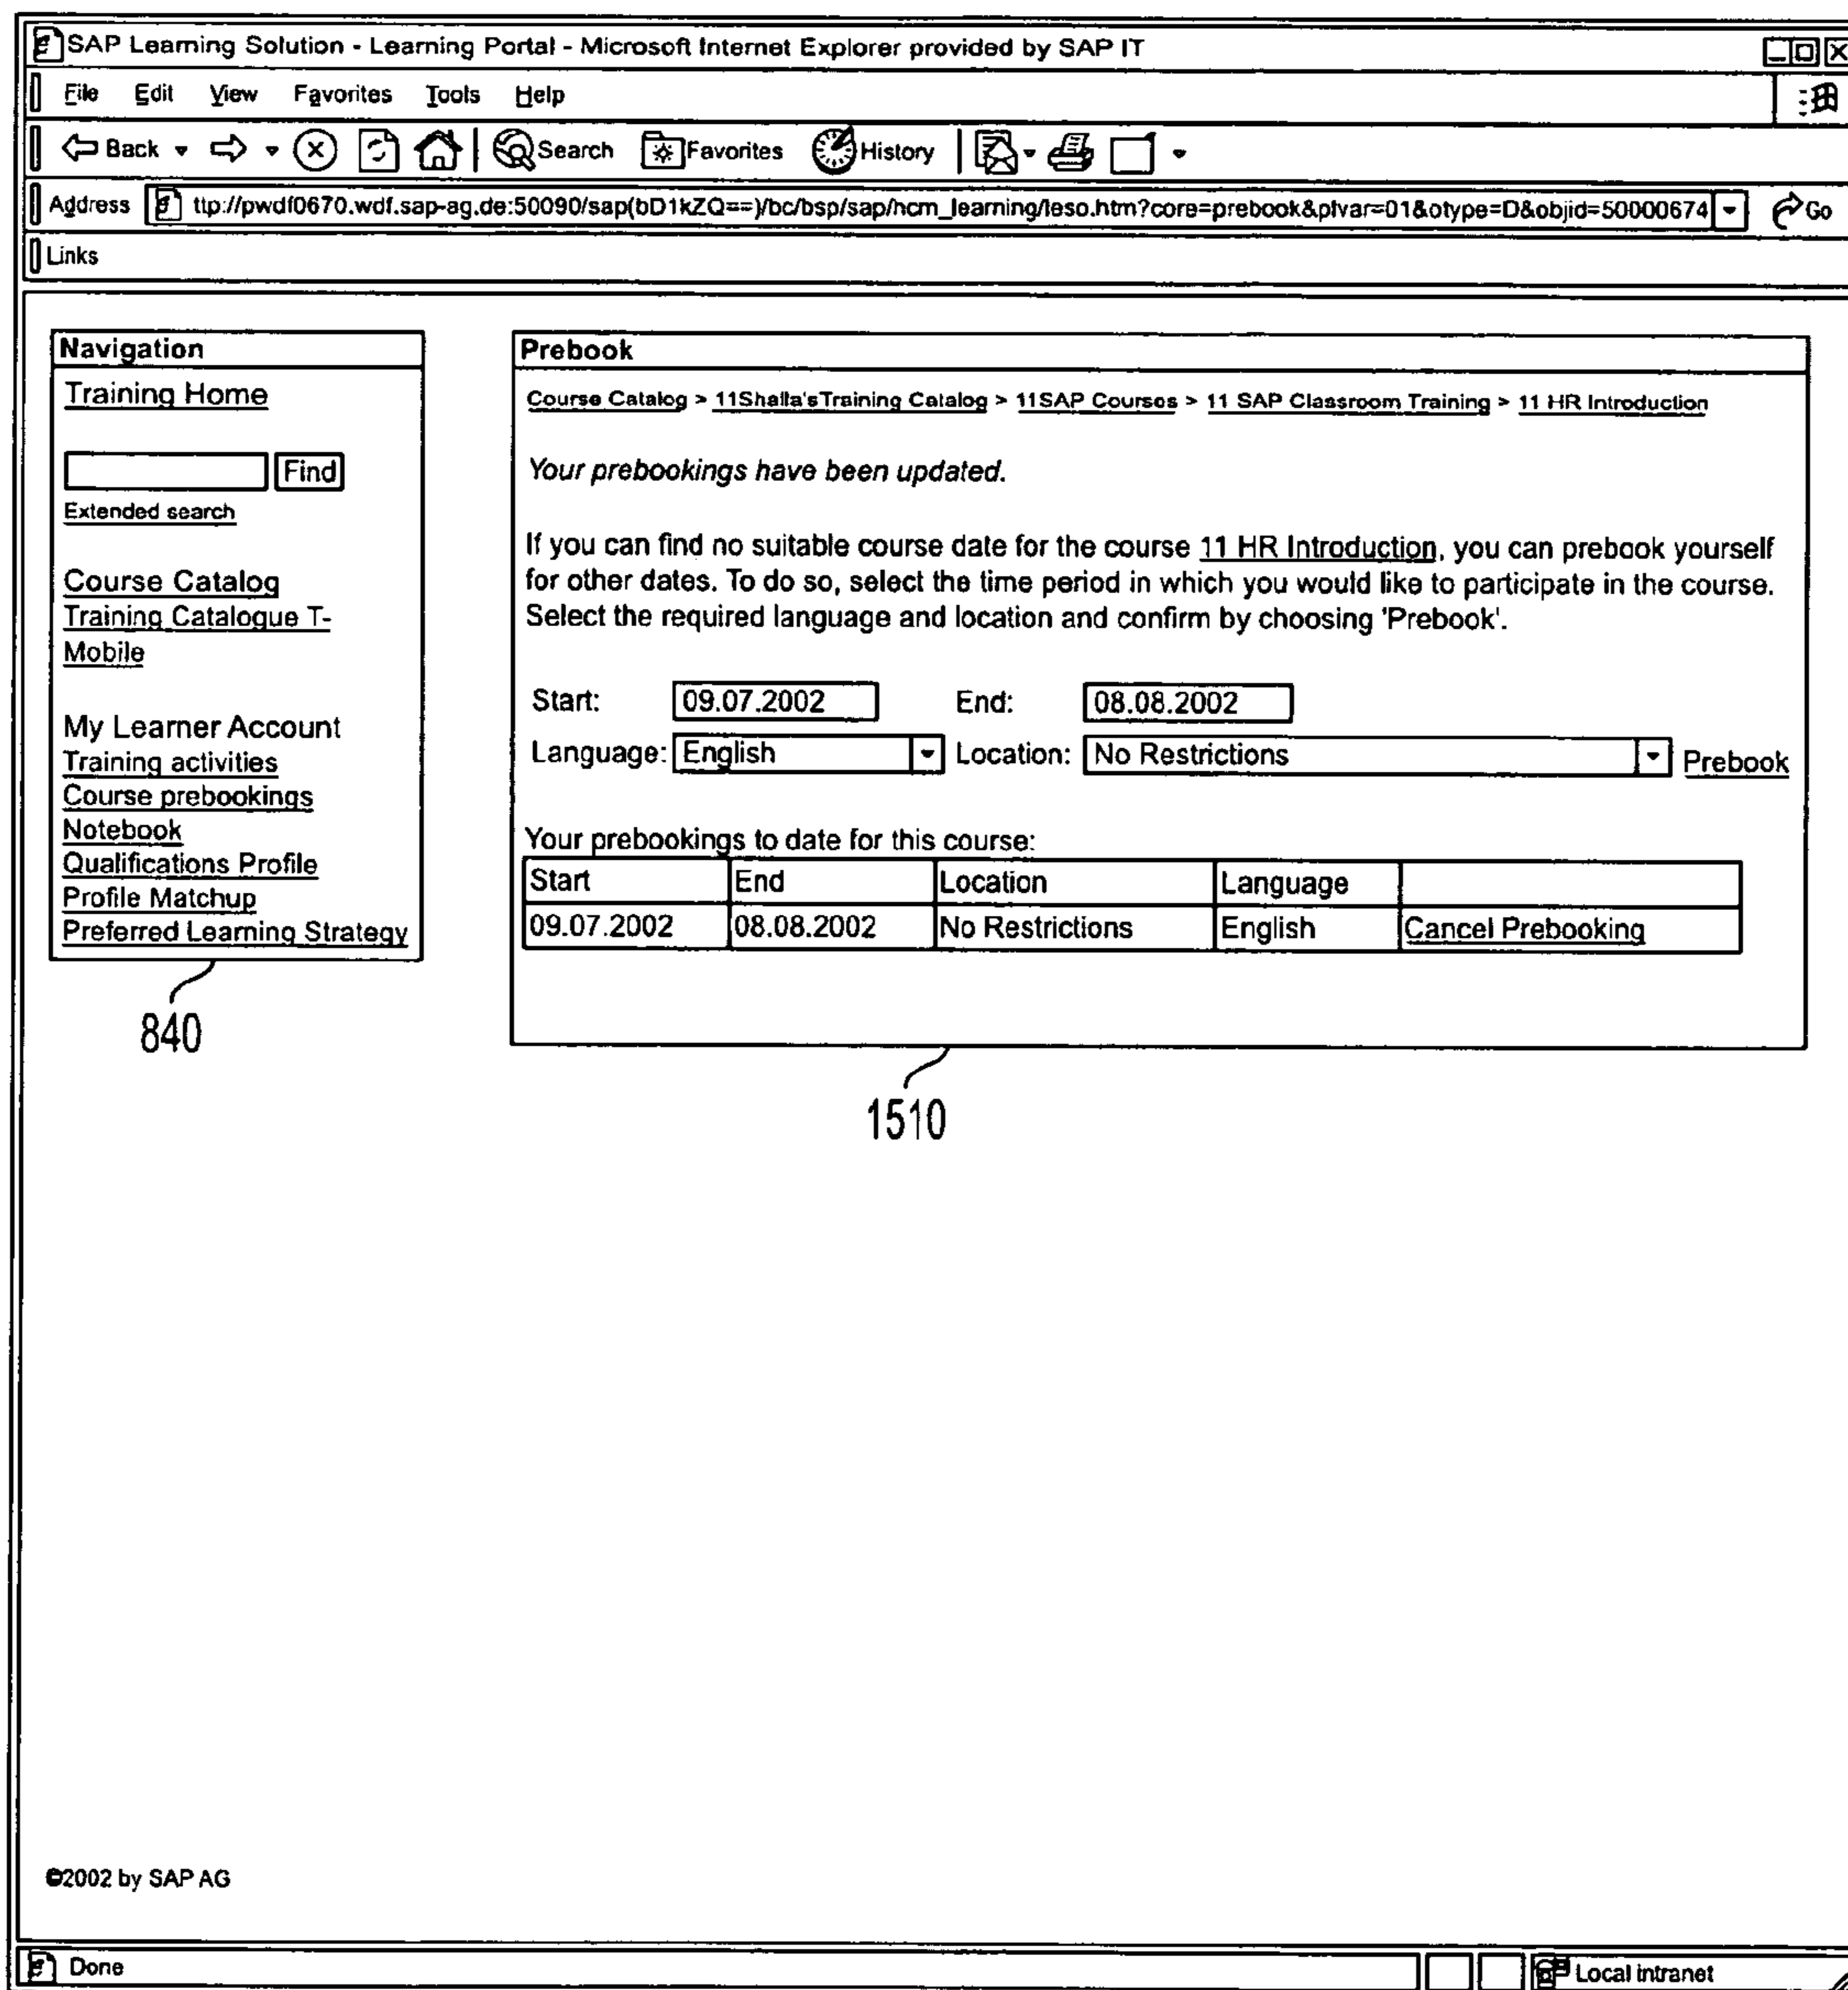 SAP Learning Solution - Learning Portal - Microsoft Internet Explorer provided by SAP IT
File Edit View Favorites Tools Help
Back Search Favorites History
Address ttp://pwdf0670.wdf.sap-ag.de:50090/sap(bD1kZQ==)/bc/bsp/sap/hcm_learning/leso.htm?core=prebook&plvar=01&otype=D&objid=50000674 Go
Links
Navigation
Training Home
Find
Extended search
Course Catalog
Training Catalogue T-
Mobile
My Learner Account
Training activities
Course prebookings
Notebook
Qualifications Profile
Profile Matchup
Preferred Learning Strategy
840
Prebook
Course Catalog > 11Shaila'sTraining Catalog > 11SAP Courses > 11 SAP Classroom Training > 11 HR Introduction
Your prebookings have been updated.
If you can find no suitable course date for the course 11 HR Introduction, you can prebook yourself
for other dates. To do so, select the time period in which you would like to participate in the course.
Select the required language and location and confirm by choosing 'Prebook'.
Start: 09.07.2002 End: 08.08.2002
Language: English Location: No Restrictions Prebook
Your prebookings to date for this course:
Start End Location Language
09.07.2002 08.08.2002 No Restrictions English Cancel Prebooking
1510
©2002 by SAP AG
Done Local intranet